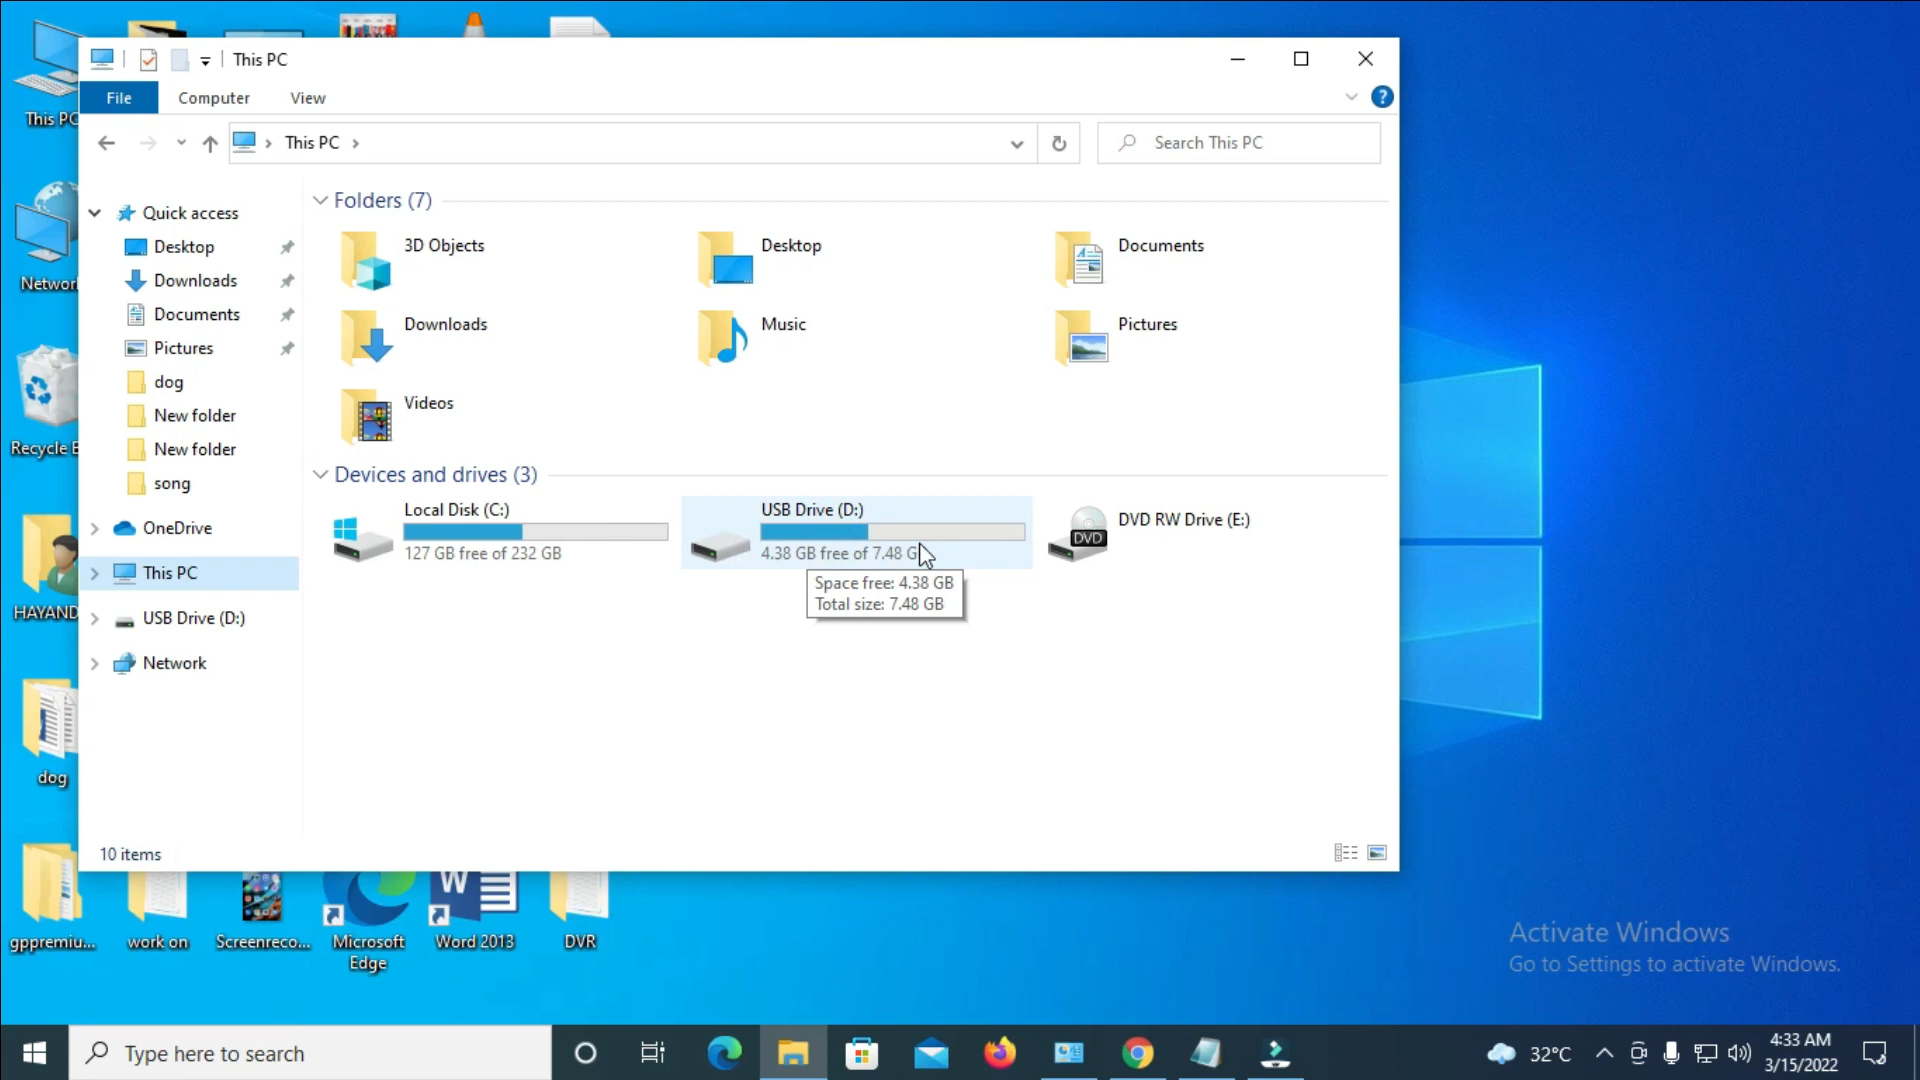 This PC
File
Computer
View
This PC
Search This PC
Quick access
Desktop
Downloads
Documents
Pictures
dog
New folder
New folder
song
OneDrive
This PC
USB Drive (D:)
Network
Folders (7)
3D Objects
Desktop
Documents
Downloads
Music
Pictures
Videos
Devices and drives (3)
Local Disk (C:)
127 GB free of 232 GB
USB Drive (D:)
4.38 GB free of 7.48 G
Space free: 4.38 GB
Total size: 7.48 GB
DVD RW Drive (E:)
DVD
10 items
This PC
Networ
Recycle B
HAYAND
dog
gppremiu...
work on
Screenreco...
Microsoft
Edge
W
Word 2013
DVR
Activate Windows
Go to Settings to activate Windows.
Type here to search
32°C
4:33 AM
3/15/2022